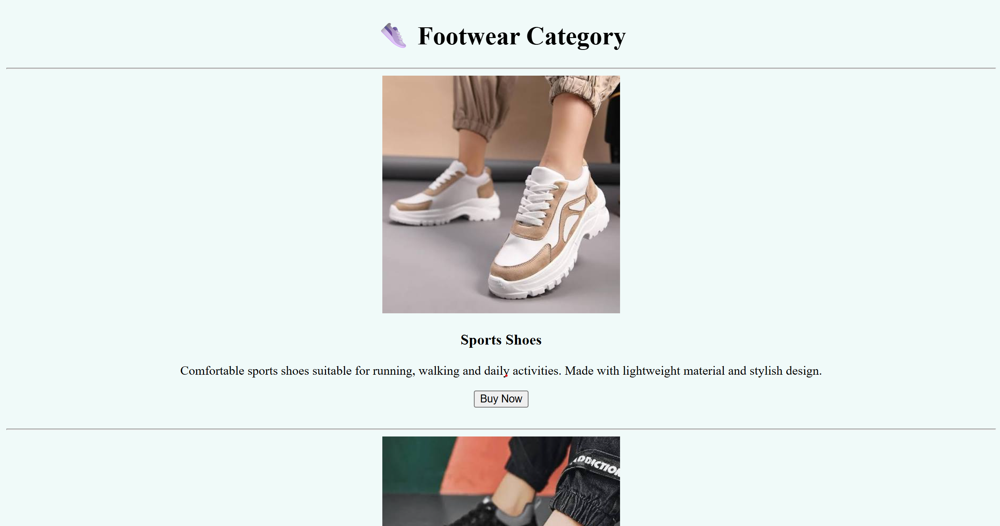 Footwear Category
Sports Shoes
Comfortable sports shoes suitable for running, walking and daily activities. Made with lightweight material and stylish design.
Buy Now
ADDICTION